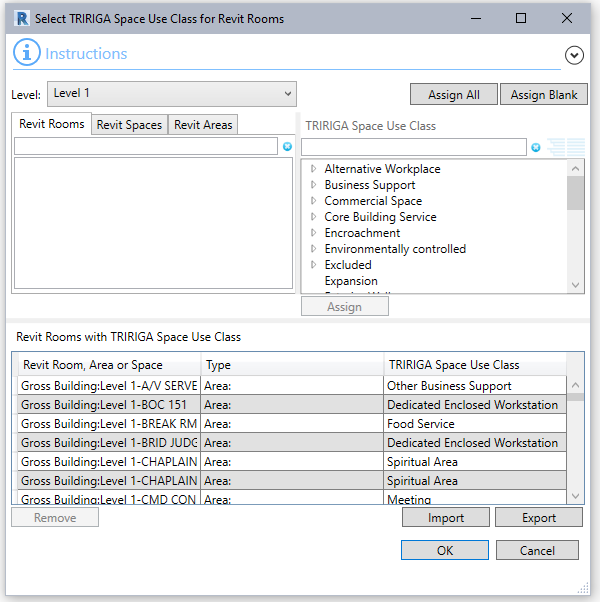 Select TRIRIGA Space Use Class for Revit Rooms
Instructions
Level: Level 1
Assign All Assign Blank
Revit Rooms Revit Spaces Revit Areas
TRIRIGA Space Use Class
Alternative Workplace
Business Support
Commercial Space
Core Building Service
Encroachment
Environmentally controlled
Excluded
Expansion
Assign
Revit Rooms with TRIRIGA Space Use Class
Revit Room, Area or Space Type TRIRIGA Space Use Class
Gross Building:Level 1-A/V SERVE Area: Other Business Support
Gross Building:Level 1-BOC 151 Area: Dedicated Enclosed Workstation
Gross Building:Level 1-BREAK RM Area: Food Service
Gross Building:Level 1-BRID JUDG Area: Dedicated Enclosed Workstation
Gross Building:Level 1-CHAPLAIN Area: Spiritual Area
Gross Building:Level 1-CHAPLAIN Area: Spiritual Area
Gross Building:Level 1-CMD CON Area: Meeting
Remove Import Export
OK Cancel